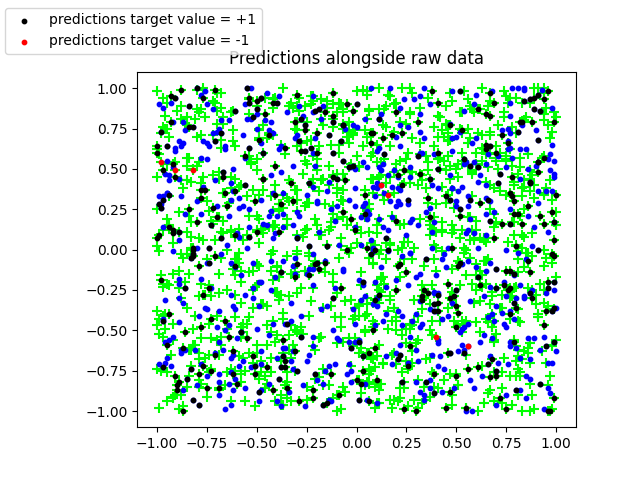 predictions target value = +1
predictions target value = -1
Predictions alongside raw data
1.00
0.75
0.50
0.25
0.00
−0.25
−0.50
−0.75
−1.00
−1.00 −0.75 −0.50 −0.25 0.00 0.25 0.50 0.75 1.00